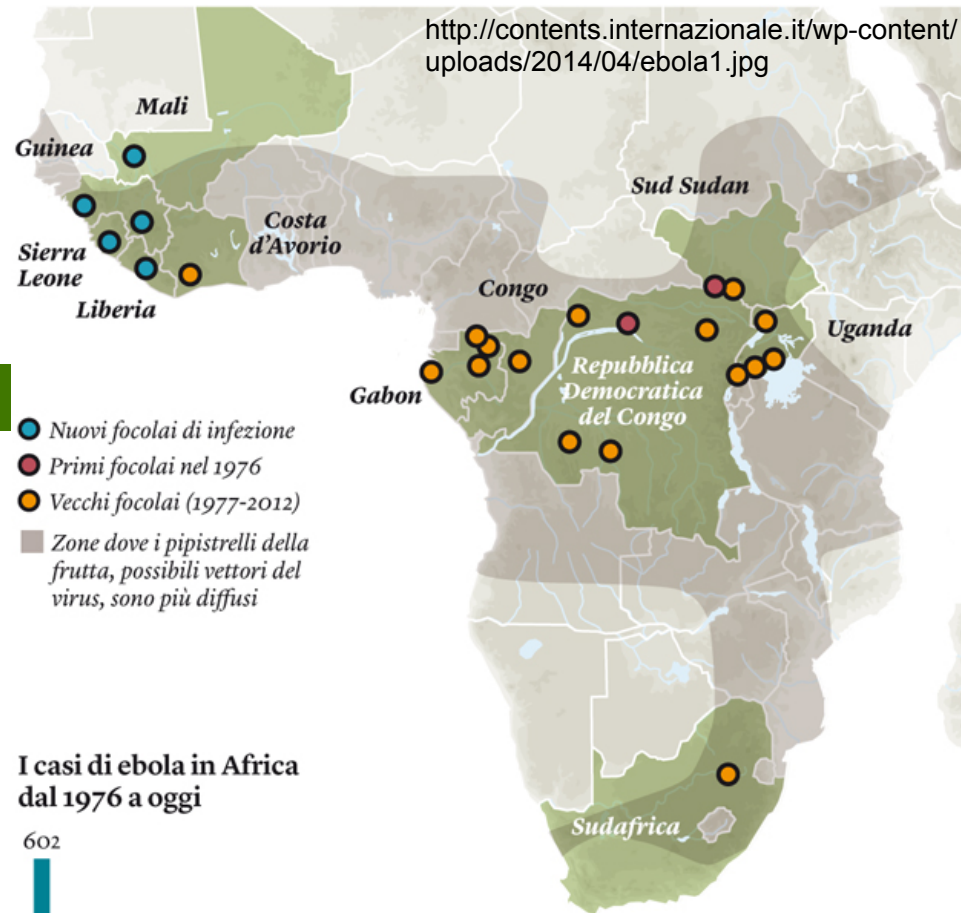 http://contents.internazionale.it/wp-content/
uploads/2014/04/ebola1.jpg
Mali
Guinea
Sud Sudan
Costa
d'Avorio
Sierra
Leone
Congo
Liberia
Uganda
Repubblica
Democratica
del Congo
Gabon
Nuovi focolai di infezione
Primi focolai nel 1976
Vecchi focolai (1977-2012)
Zone dove i pipistrelli della
frutta, possibili vettori del
virus, sono più diffusi
I casi di ebola in Africa
dal 1976 a oggi
Sudafrica
602